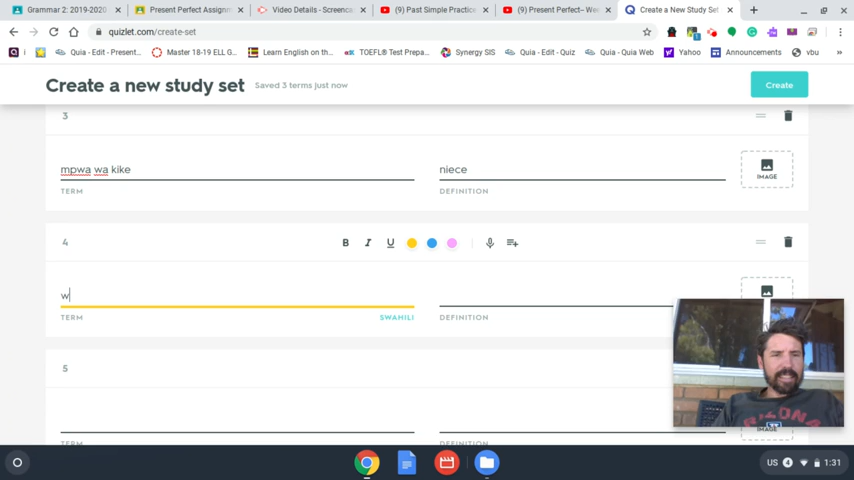 Grammar 2: 2019-2020
Present Perfect Assignm
Video Details - Screenca
(9) Past Simple Practice
(9) Present Perfect– We
Create a New Study Set
quizlet.com/create-set
Quia - Edit - Present...
Master 18-19 ELL G...
Learn English on th...
TOEFL® Test Prepa...
Synergy SIS
Quia - Edit - Quiz
Quia - Quia Web
Yahoo
Announcements
vbu
Create a new study set
Saved 3 terms just now
Create
3
mpwa wa kike
niece
TERM
DEFINITION
IMAGE
4
B I U
w
TERM
SWAHILI
DEFINITION
5
TERM
DEFINITION
IMAGE
US 4 1:31